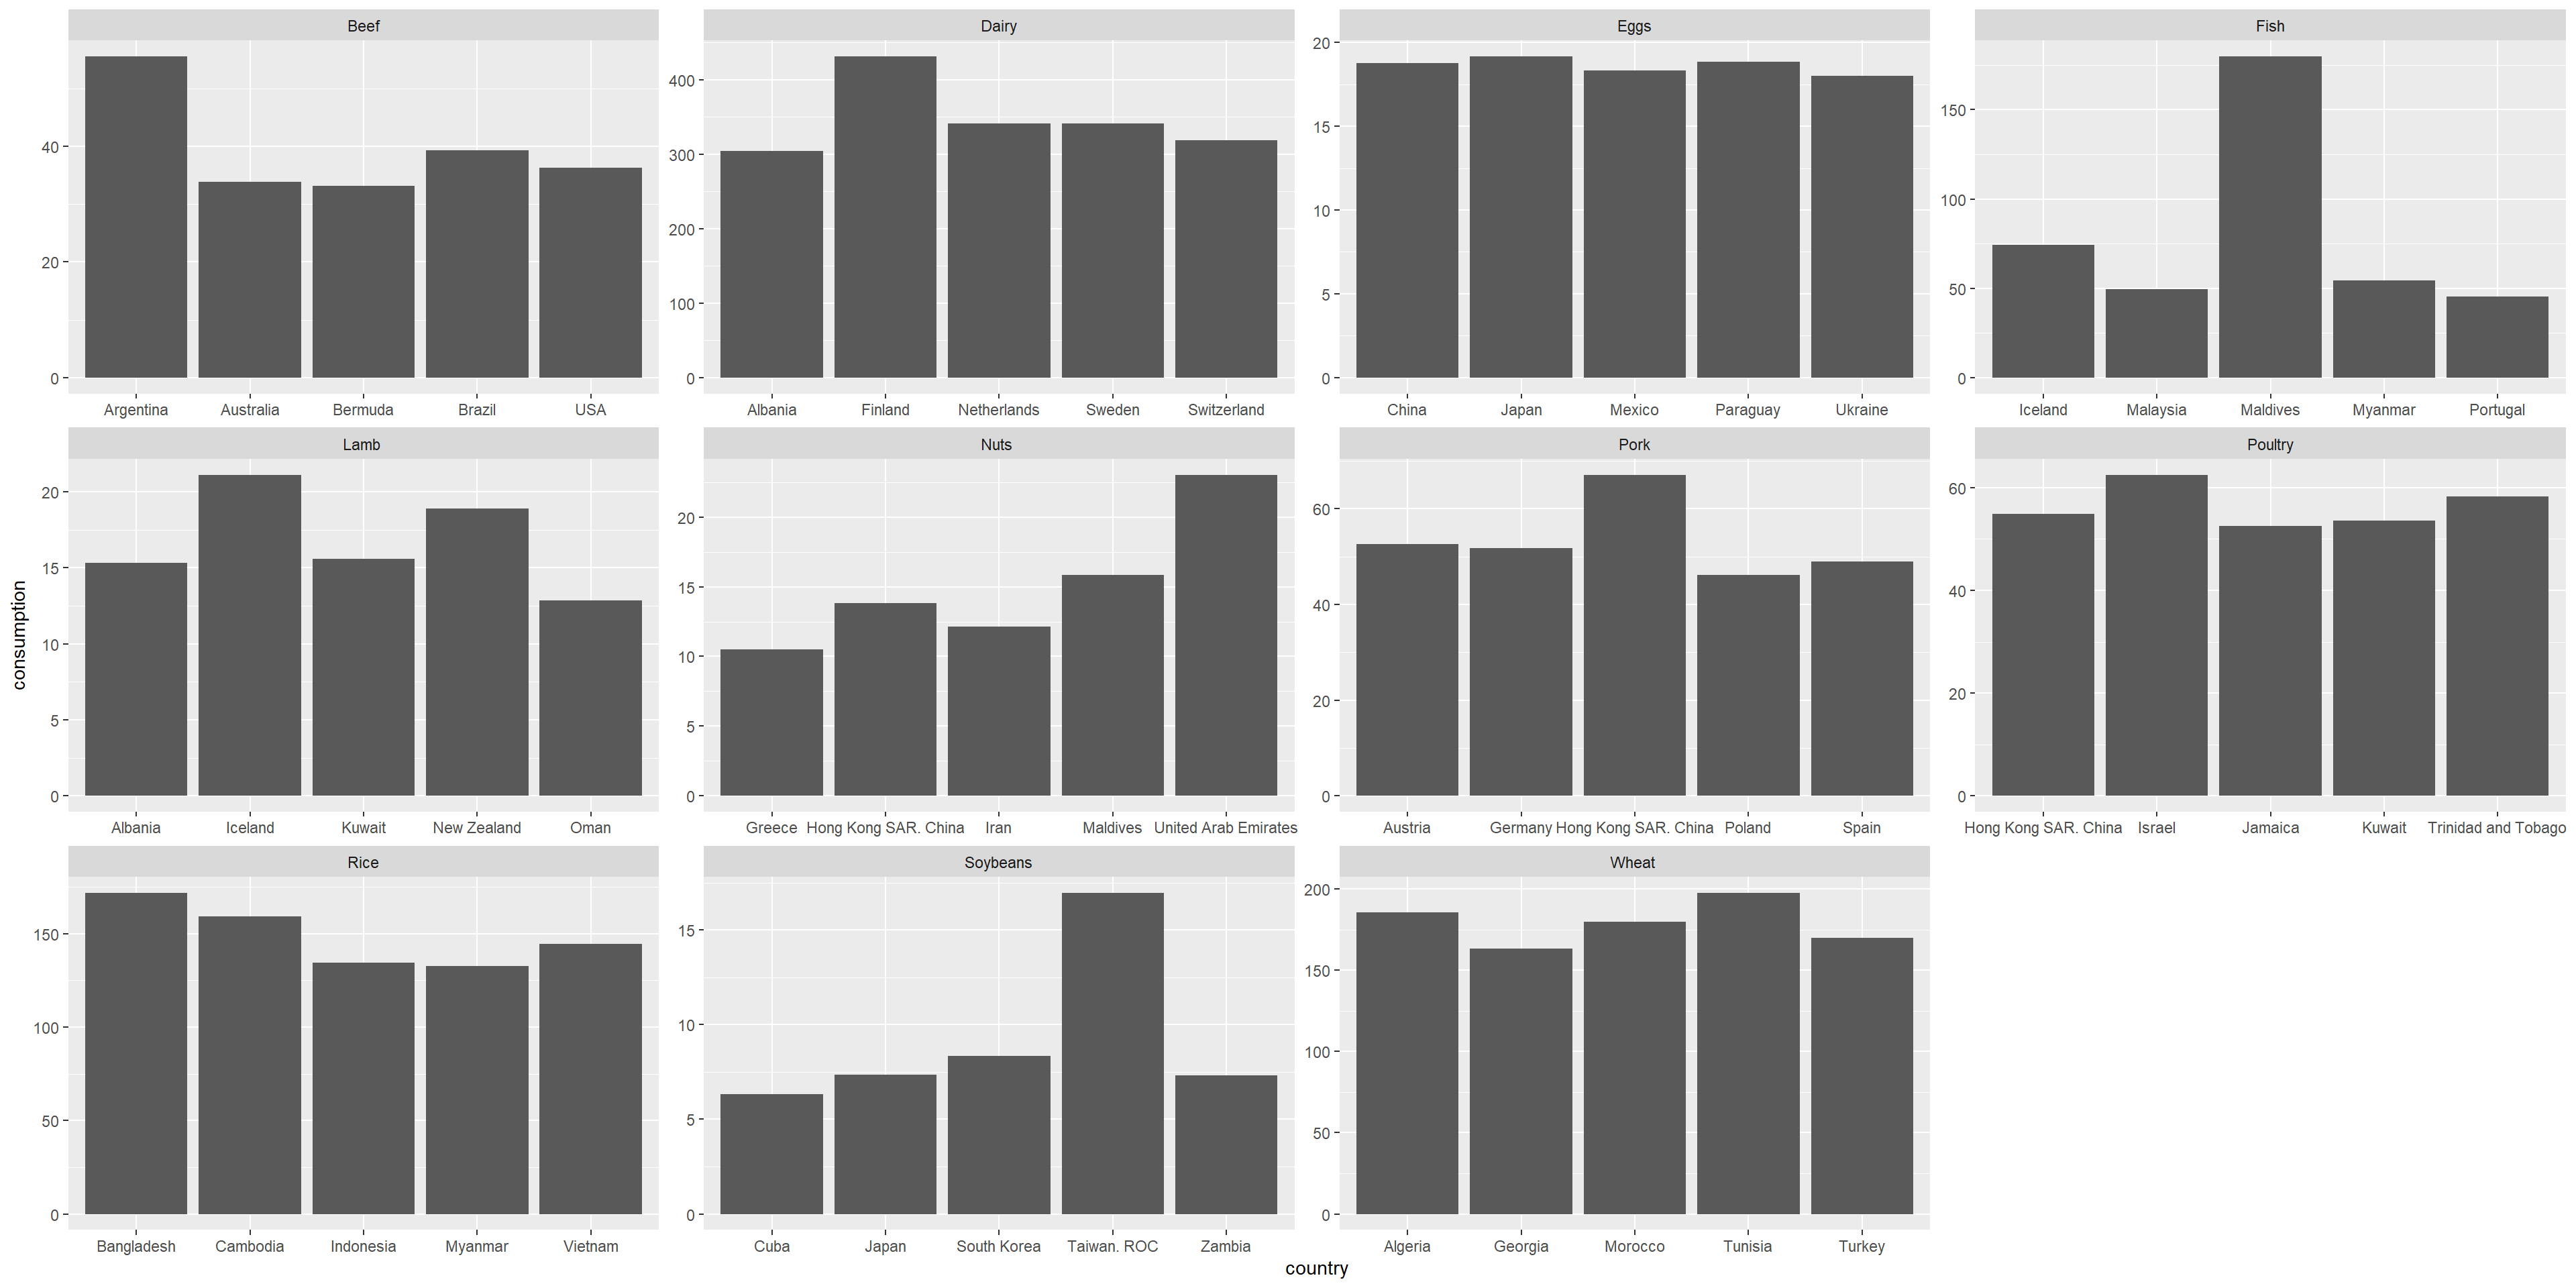 Beef
Dairy
Eggs
Fish
40
20
0
400
300
200
100
0
20
15
10
5
0
150
100
50
0
Argentina Australia Bermuda Brazil USA
Albania Finland Netherlands Sweden Switzerland
China Japan Mexico Paraguay Ukraine
Iceland Malaysia Maldives Myanmar Portugal
Lamb
Nuts
Pork
Poultry
consumption
20
15
10
5
0
20
15
10
5
0
60
40
20
0
60
40
20
0
Albania Iceland Kuwait New Zealand Oman
Greece Hong Kong SAR. China Iran Maldives United Arab Emirates
Austria Germany Hong Kong SAR. China Poland Spain
Hong Kong SAR. China Israel Jamaica Kuwait Trinidad and Tobago
Rice
Soybeans
Wheat
150
100
50
0
15
10
5
0
200
150
100
50
0
Bangladesh Cambodia Indonesia Myanmar Vietnam
Cuba Japan South Korea Taiwan. ROC Zambia
Algeria Georgia Morocco Tunisia Turkey
country